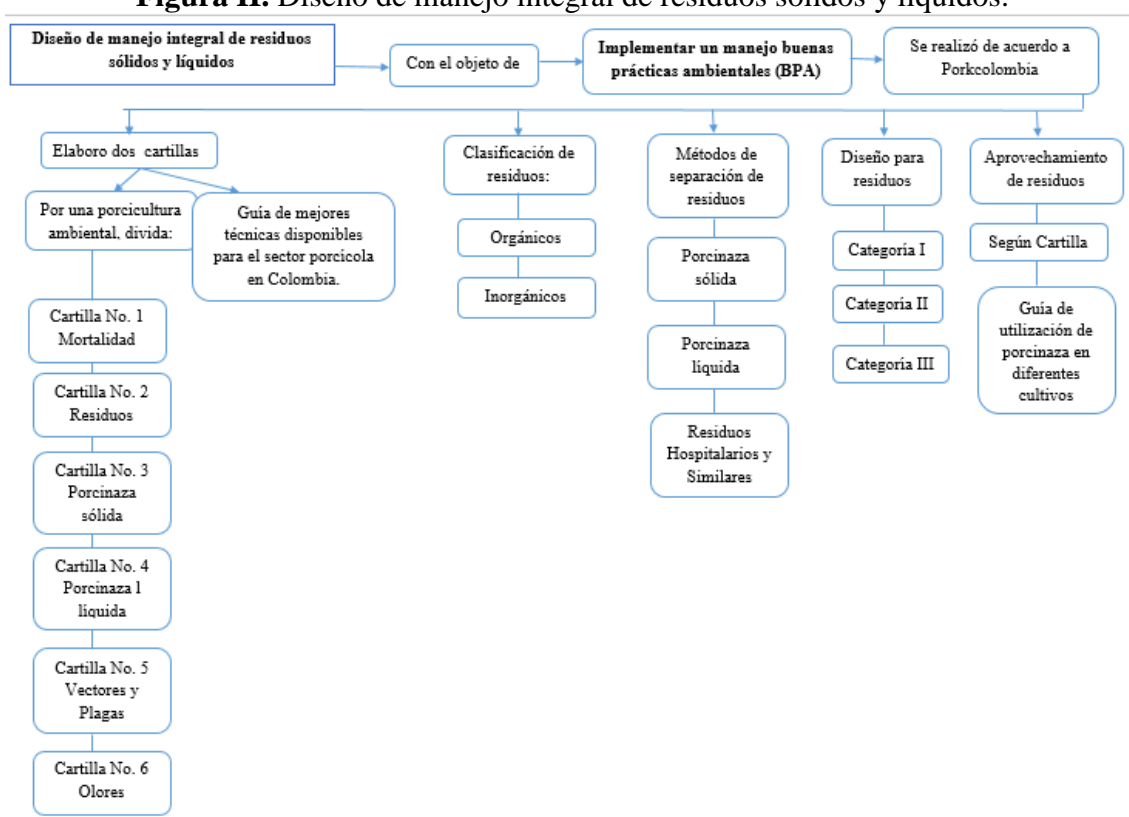 Figura II. Diseño de manejo integral de residuos sólidos y líquidos.
Diseño de manejo integral de residuos
sólidos y líquidos
Con el objeto de
Implementar un manejo buenas
prácticas ambientales (BPA)
Se realizó de acuerdo a
Porkcolombia
Elaboro dos cartillas
Por una porcicultura
ambiental, divida:
Guía de mejores
técnicas disponibles
para el sector porcícola
en Colombia.
Cartilla No. 1
Mortalidad
Cartilla No. 2
Residuos
Cartilla No. 3
Porcinaza
sólida
Cartilla No. 4
Porcinaza l
líquida
Cartilla No. 5
Vectores y
Plagas
Cartilla No. 6
Olores
Clasificación de
residuos:
Orgánicos
Inorgánicos
Métodos de
separación de
residuos
Porcinaza
sólida
Porcinaza
líquida
Residuos
Hospitalarios y
Similares
Diseño para
residuos
Categoría I
Categoría II
Categoría III
Aprovechamiento
de residuos
Según Cartilla
Guía de
utilización de
porcinaza en
diferentes
cultivos